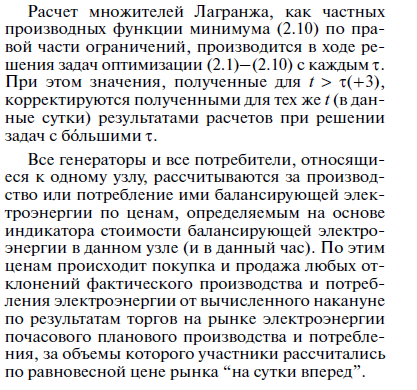 Расчет множителей Лагранжа, как частных
производных функции минимума (2.10) по пра-
вой части ограничений, производится в ходе ре-
шения задач оптимизации (2.1)−(2.10) с каждым τ.
При этом значения, полученные для t > τ(+3),
корректируются полученными для тех же t (в дан-
ные сутки) результатами расчетов при решении
задач с бо́льшими τ.
Все генераторы и все потребители, относящи-
еся к одному узлу, рассчитываются за производ-
ство или потребление ими балансирующей элек-
троэнергии по ценам, определяемым на основе
индикатора стоимости балансирующей электро-
энергии в данном узле (и в данный час). По этим
ценам происходит покупка и продажа любых от-
клонений фактического производства и потреб-
ления электроэнергии от вычисленного накануне
по результатам торгов на рынке электроэнергии
почасового планового производства и потребле-
ния, за объемы которого участники рассчитались
по равновесной цене рынка “на сутки вперед”.